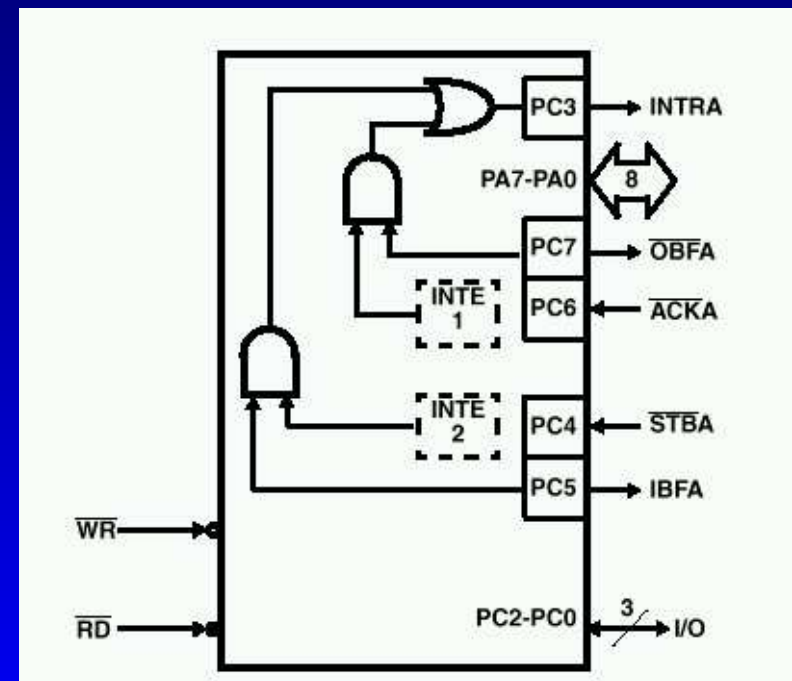 PC3 INTRA
PA7-PA0 8
PC7 OBFA
INTE
1
PC6 ACKA
INTE
2
PC4 STBA
PC5 IBFA
WR
3
PC2-PC0 I/O
RD